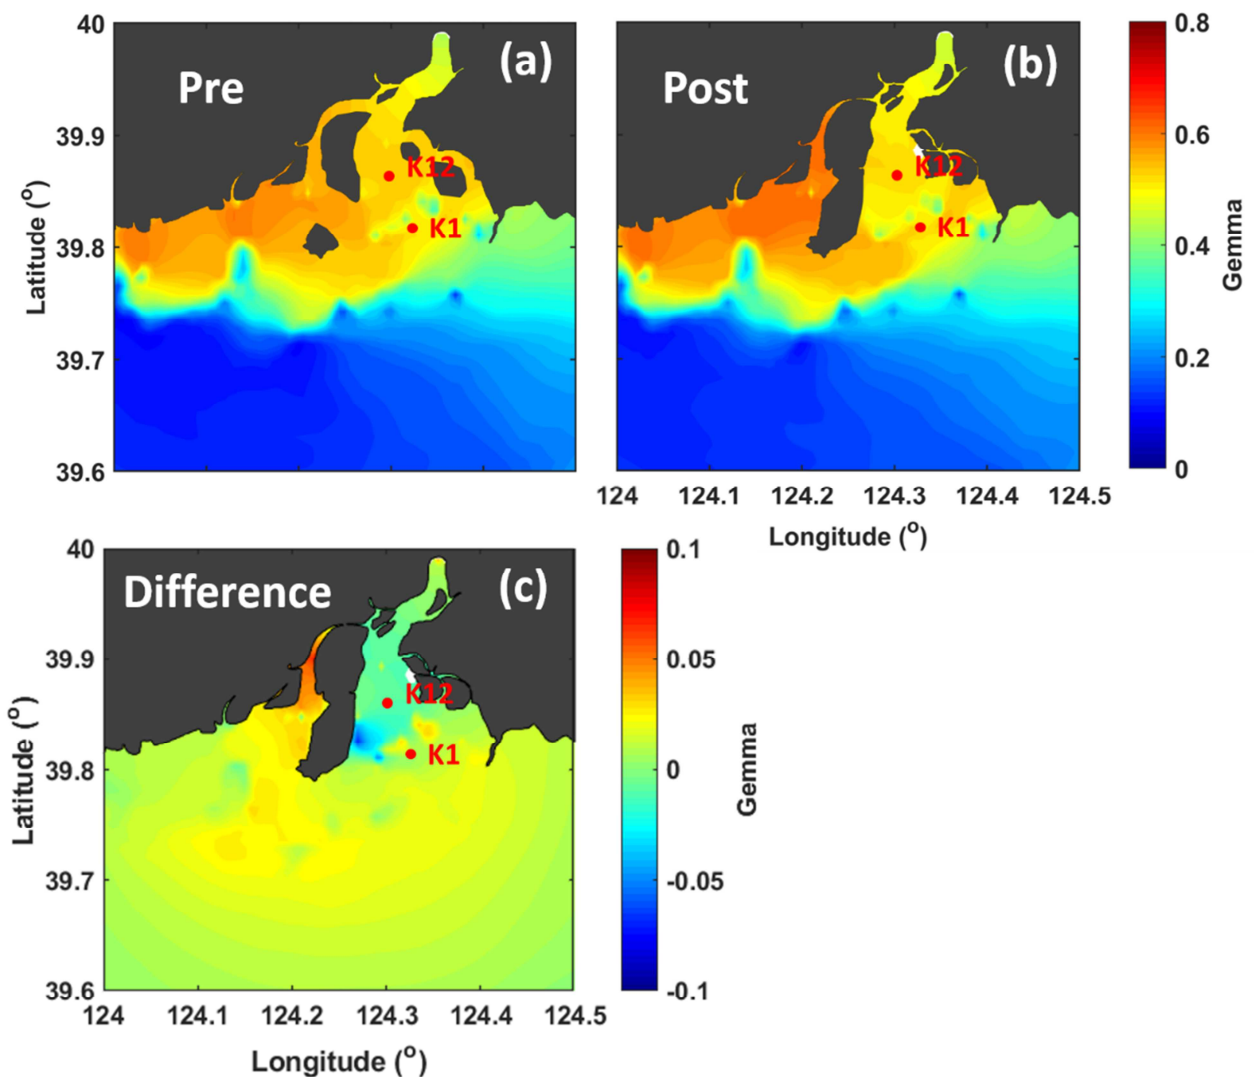 40
39.9
39.8
39.7
39.6
Latitude (o)
Pre
(a)
K12
K1
Post
(b)
K12
K1
124
124.1
124.2
124.3
124.4
124.5
Longitude (o)
0.8
0.6
0.4
0.2
0
Gemma
40
39.9
39.8
39.7
39.6
Latitude (o)
Difference
(c)
K12
K1
124
124.1
124.2
124.3
124.4
124.5
Longitude (o)
0.1
0.05
0
-0.05
-0.1
Gemma